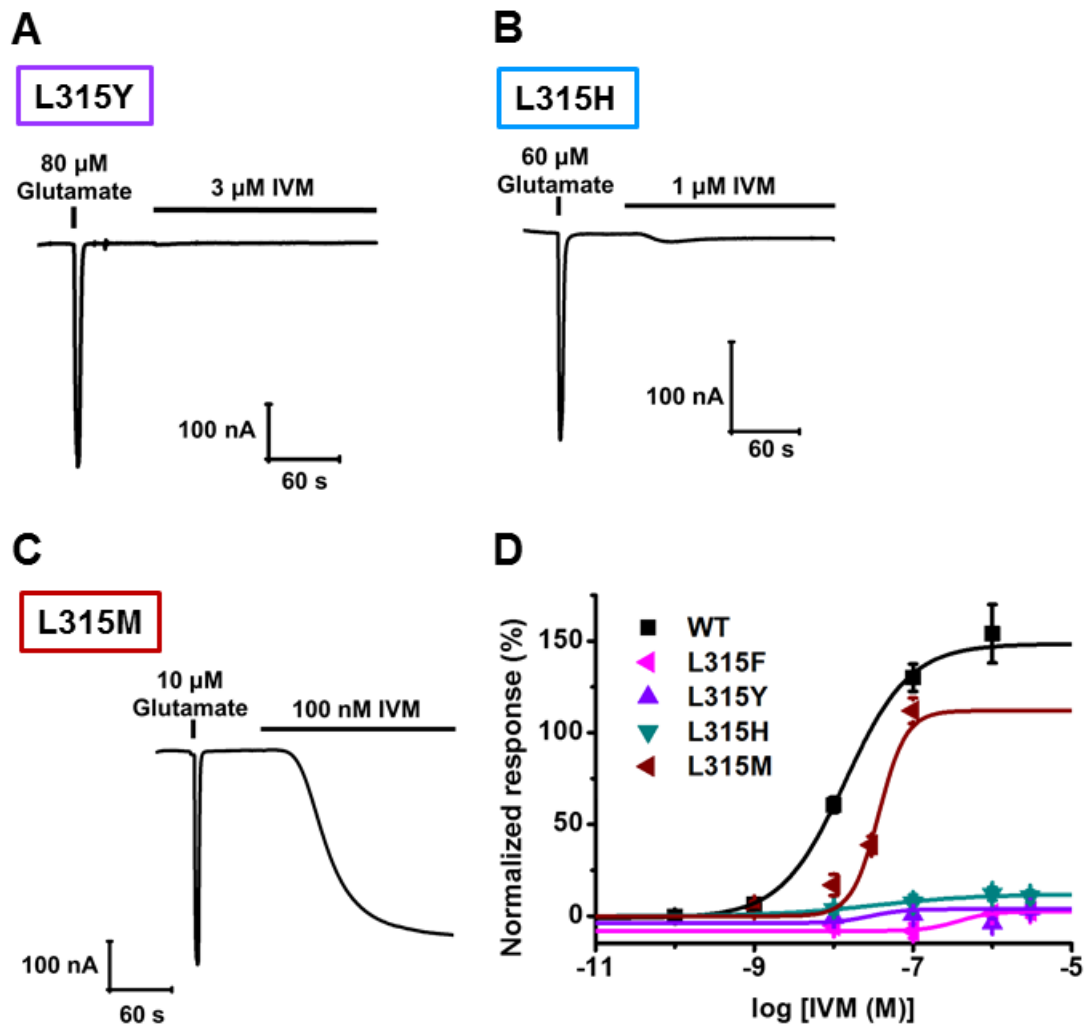 A
L315Y
80 µM
Glutamate
3 µM IVM
100 nA
60 s
B
L315H
60 µM
Glutamate
1 µM IVM
100 nA
60 s
C
L315M
10 µM
Glutamate
100 nM IVM
100 nA
60 s
D
WT
L315F
L315Y
L315H
L315M
Normalized response (%)
150
100
50
0
-11
-9
-7
-5
log [IVM (M)]